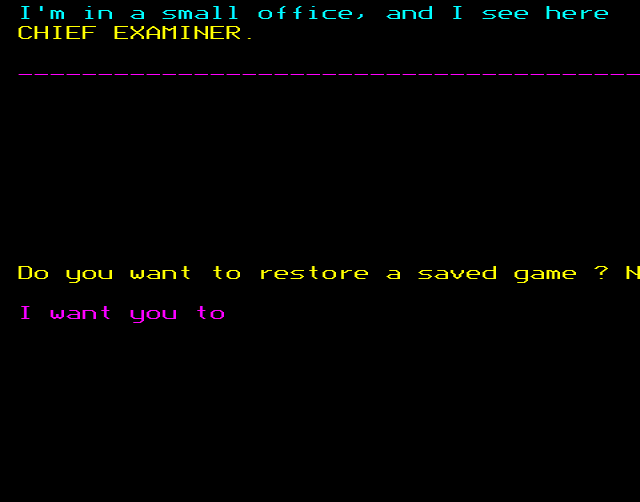 I'm in a small office, and I see here
CHIEF EXAMINER.
Do you want to restore a saved game ? N
I want you to